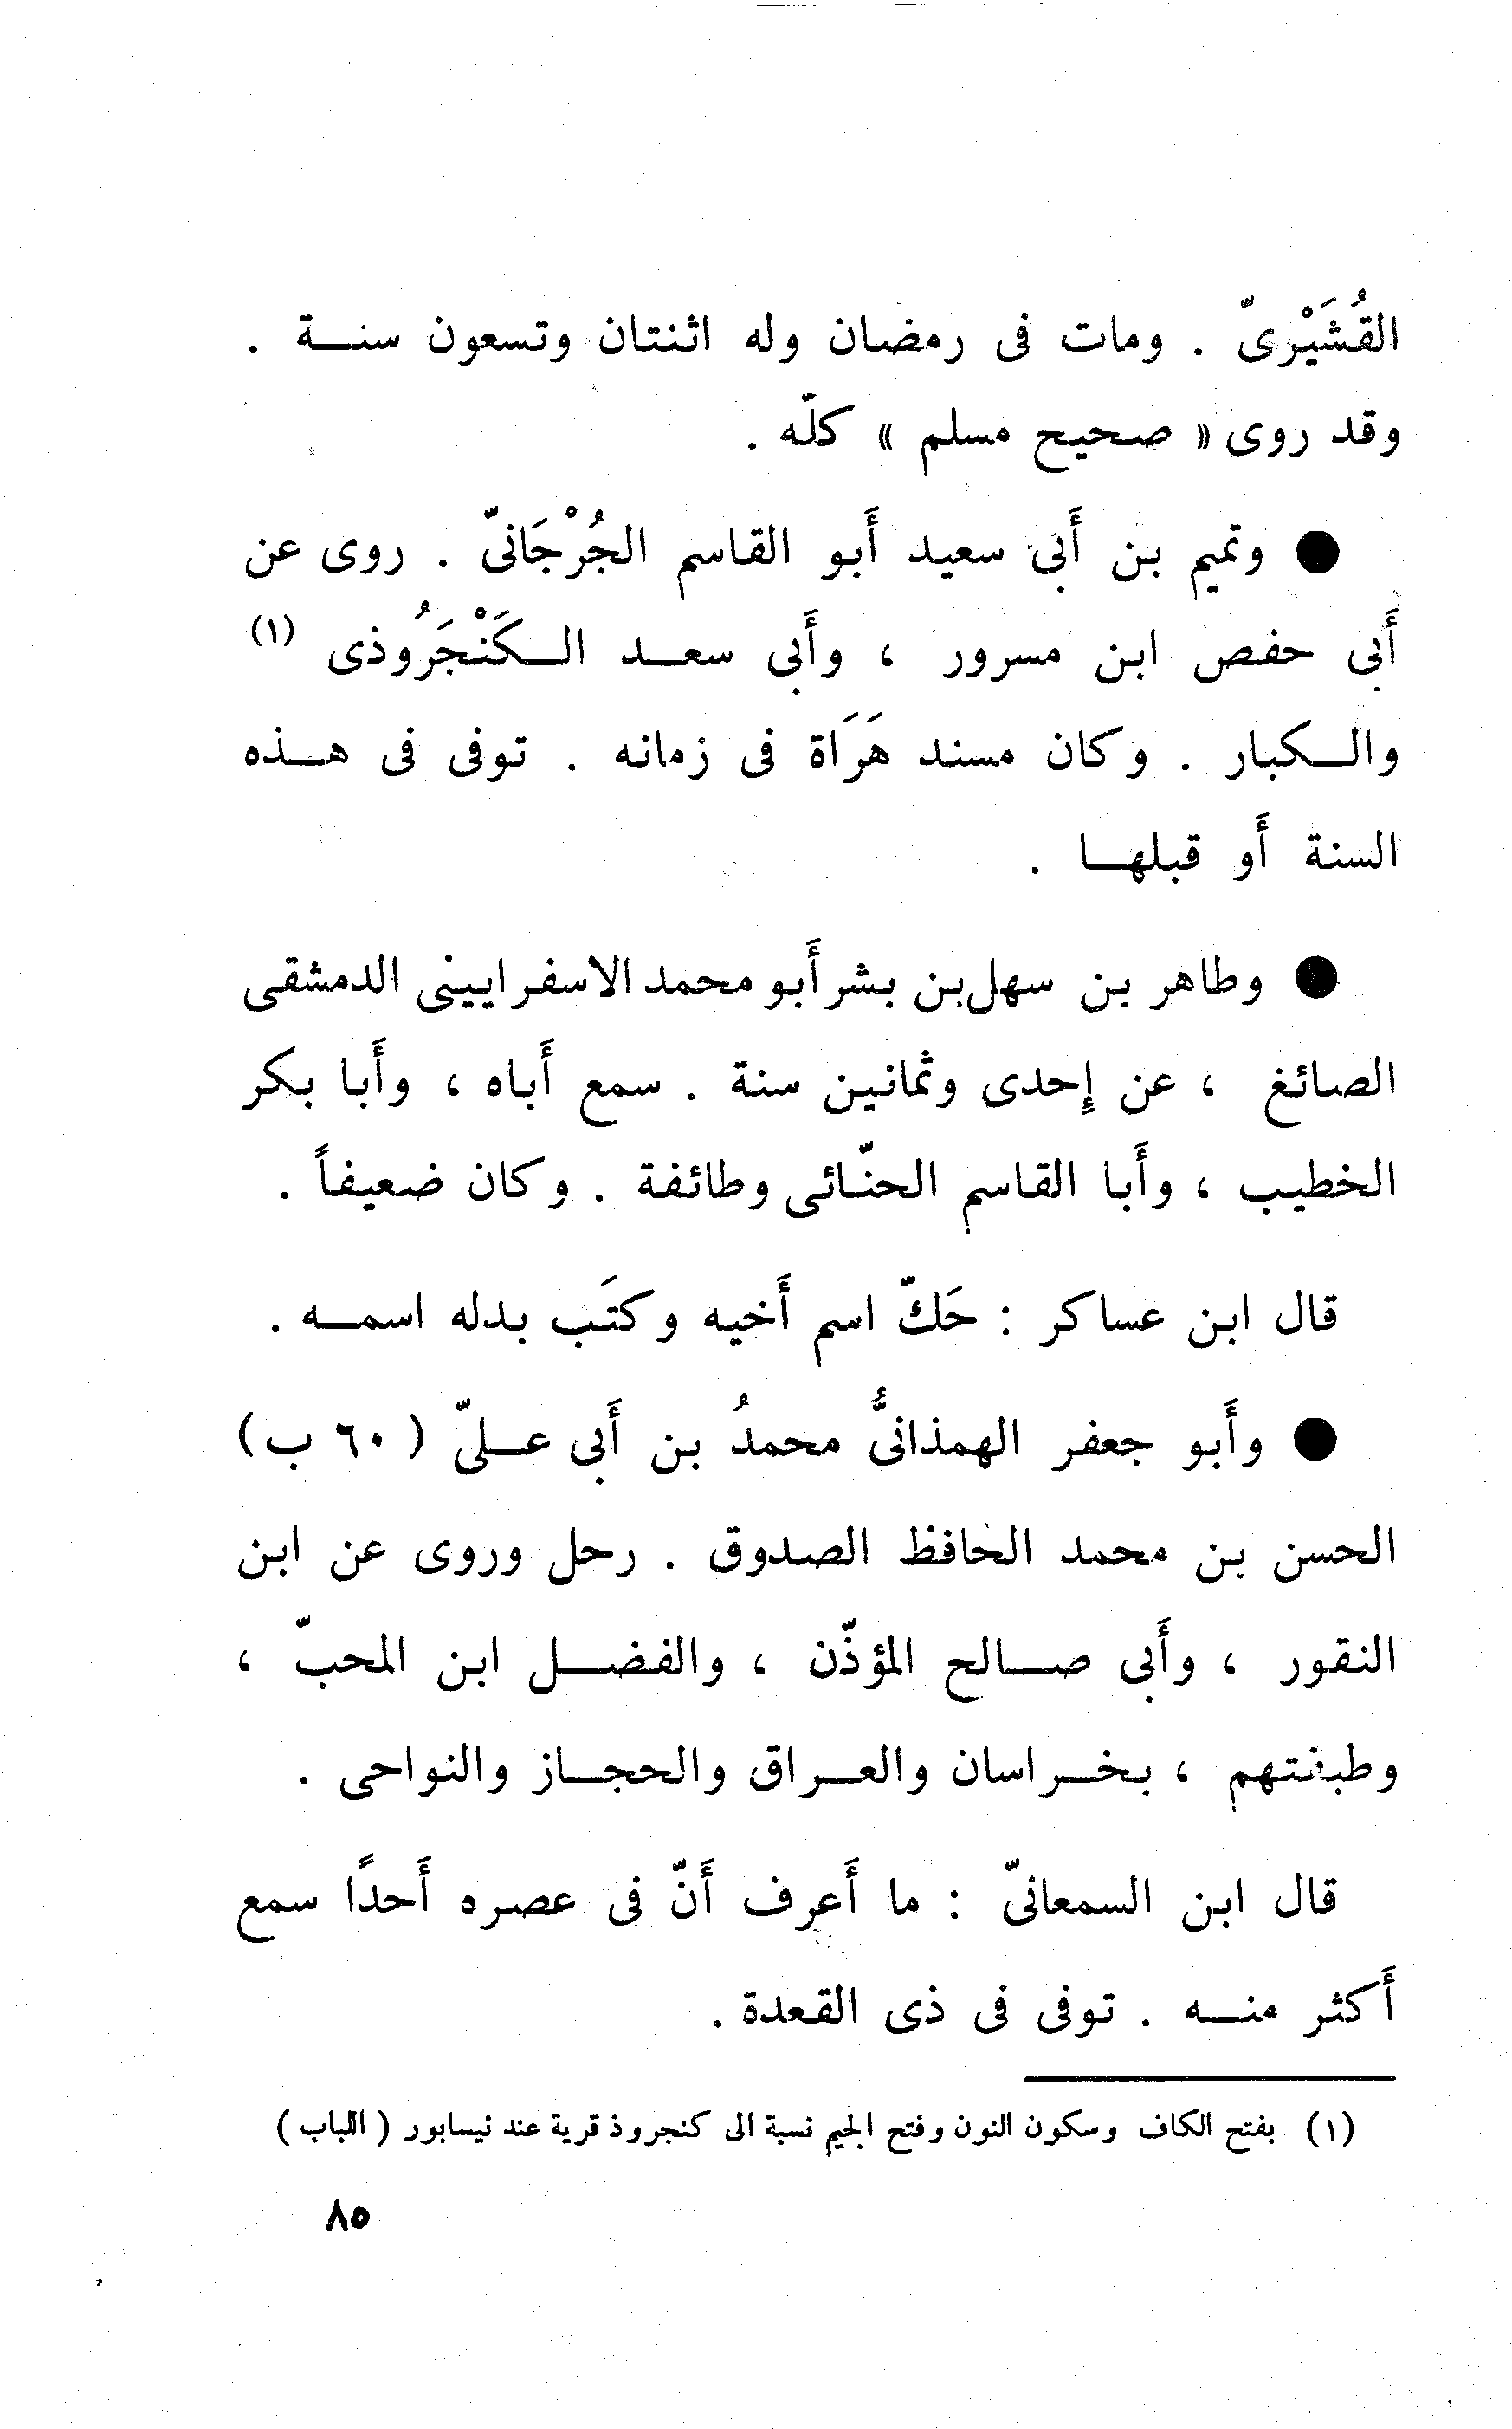 القُشَيْرىّ . ومات فى رمضان وله اثنتان وتسعون سنة .
وقد روى « صحيح مسلم » كلّه .
● وتميم بن أَبى سعيد أَبو القاسم الجُرْجَانىّ . روى عن
أَبى حفص ابن مسرور ، وأَبى سعد الكَنْجَرُوذى (١)
والكبار . وكان مسند هَرَاة فى زمانه . توفى فى هذه
السنة أَو قبلها .
● وطاهر بن سهل بن بشر أَبو محمد الاسفرايينى الدمشقى
الصائغ ، عن إِحدى وثمانين سنة . سمع أَباه ، وأَبا بكر
الخطيب ، وأَبا القاسم الحنّائى وطائفة . وكان ضعيفاً .
قال ابن عساكر : حَكّ اسم أَخيه وكتَب بدله اسمه .
● وأَبو جعفر الهمذانىُّ محمدُ بن أَبى علىّ ( ٦٠ ب )
الحسن بن محمد الحافظ الصدوق . رحل وروى عن ابن
النقور ، وأَبى صالح المؤذّن ، والفضل ابن المحبّ ،
وطبقتهم ، بخراسان والعراق والحجاز والنواحى .
قال ابن السمعانىّ : ما أَعرف أَنّ فى عصره أَحدًا سمع
أَكثر منه . توفى فى ذى القعدة .
(١) بفتح الكاف وسكون النون وفتح الجيم نسبة الى كنجروذ قرية عند نيسابور ( اللباب )
٨٥